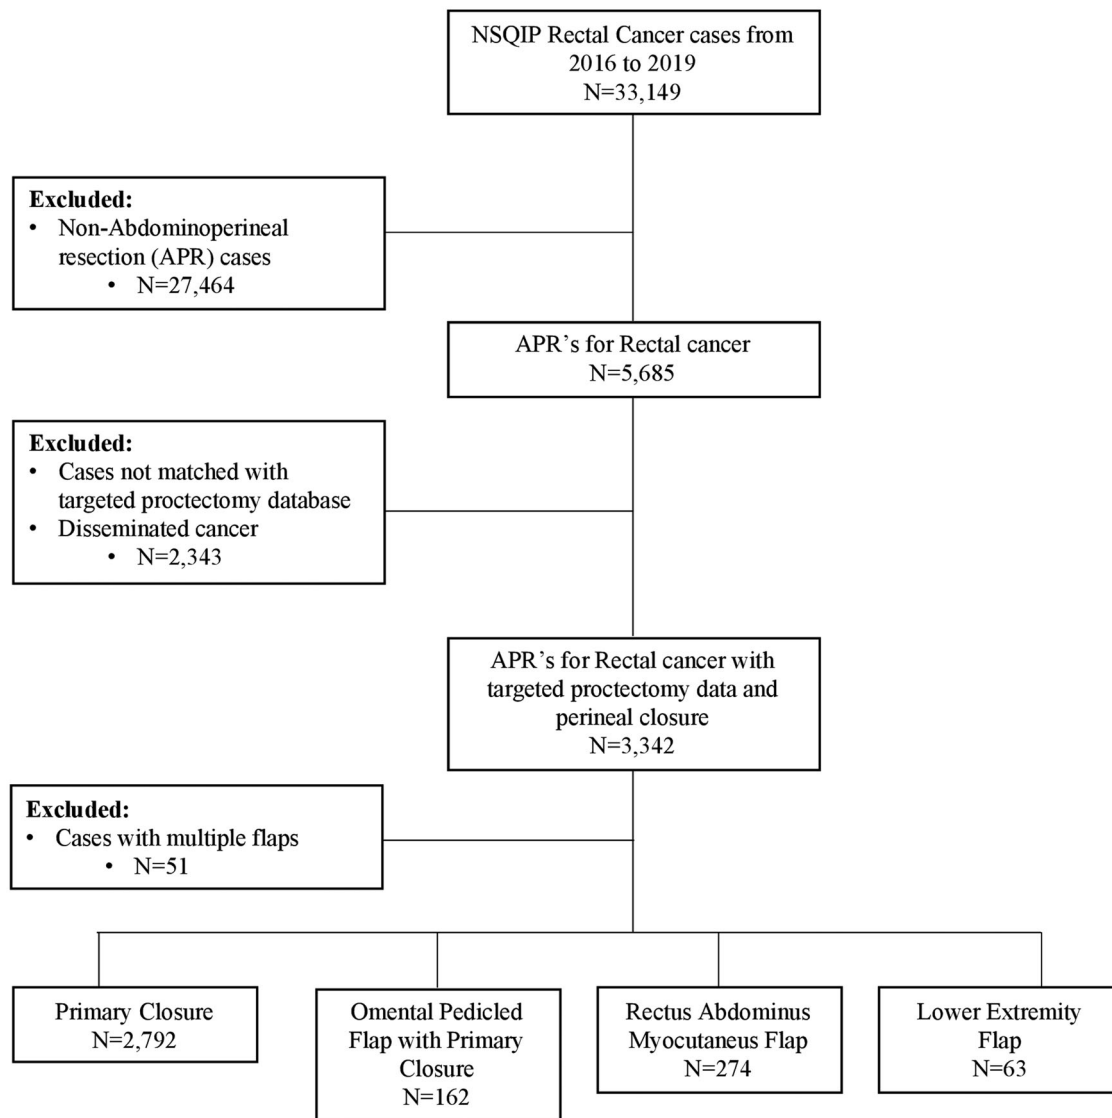 NSQIP Rectal Cancer cases from
2016 to 2019
N=33,149
Excluded:
• Non-Abdominoperineal
resection (APR) cases
• N=27,464
APR’s for Rectal cancer
N=5,685
Excluded:
• Cases not matched with
targeted proctectomy database
• Disseminated cancer
• N=2,343
APR’s for Rectal cancer with
targeted proctectomy data and
perineal closure
N=3,342
Excluded:
• Cases with multiple flaps
• N=51
Primary Closure
N=2,792
Omental Pedicled
Flap with Primary
Closure
N=162
Rectus Abdominus
Myocutaneus Flap
N=274
Lower Extremity
Flap
N=63